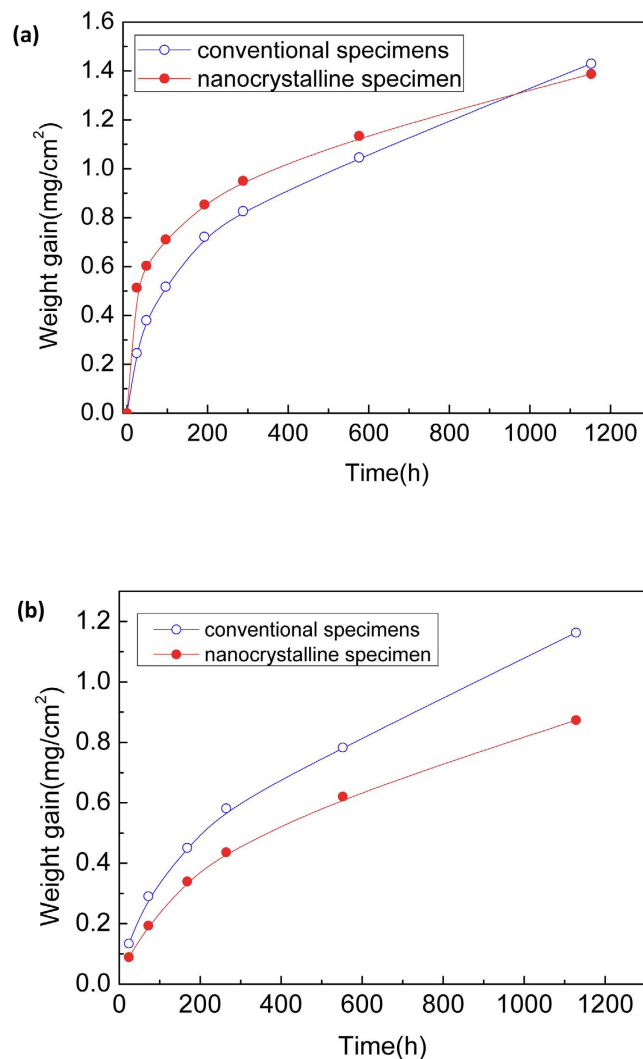 (a)
1.6
1.4
1.2
1.0
0.8
0.6
0.4
0.2
0.0
Weight gain(mg/cm²)
conventional specimens
nanocrystalline specimen
0 200 400 600 800 1000 1200
Time(h)
(b)
1.2
1.0
0.8
0.6
0.4
0.2
0.0
Weight gain(mg/cm²)
conventional specimens
nanocrystalline specimen
0 200 400 600 800 1000 1200
Time(h)